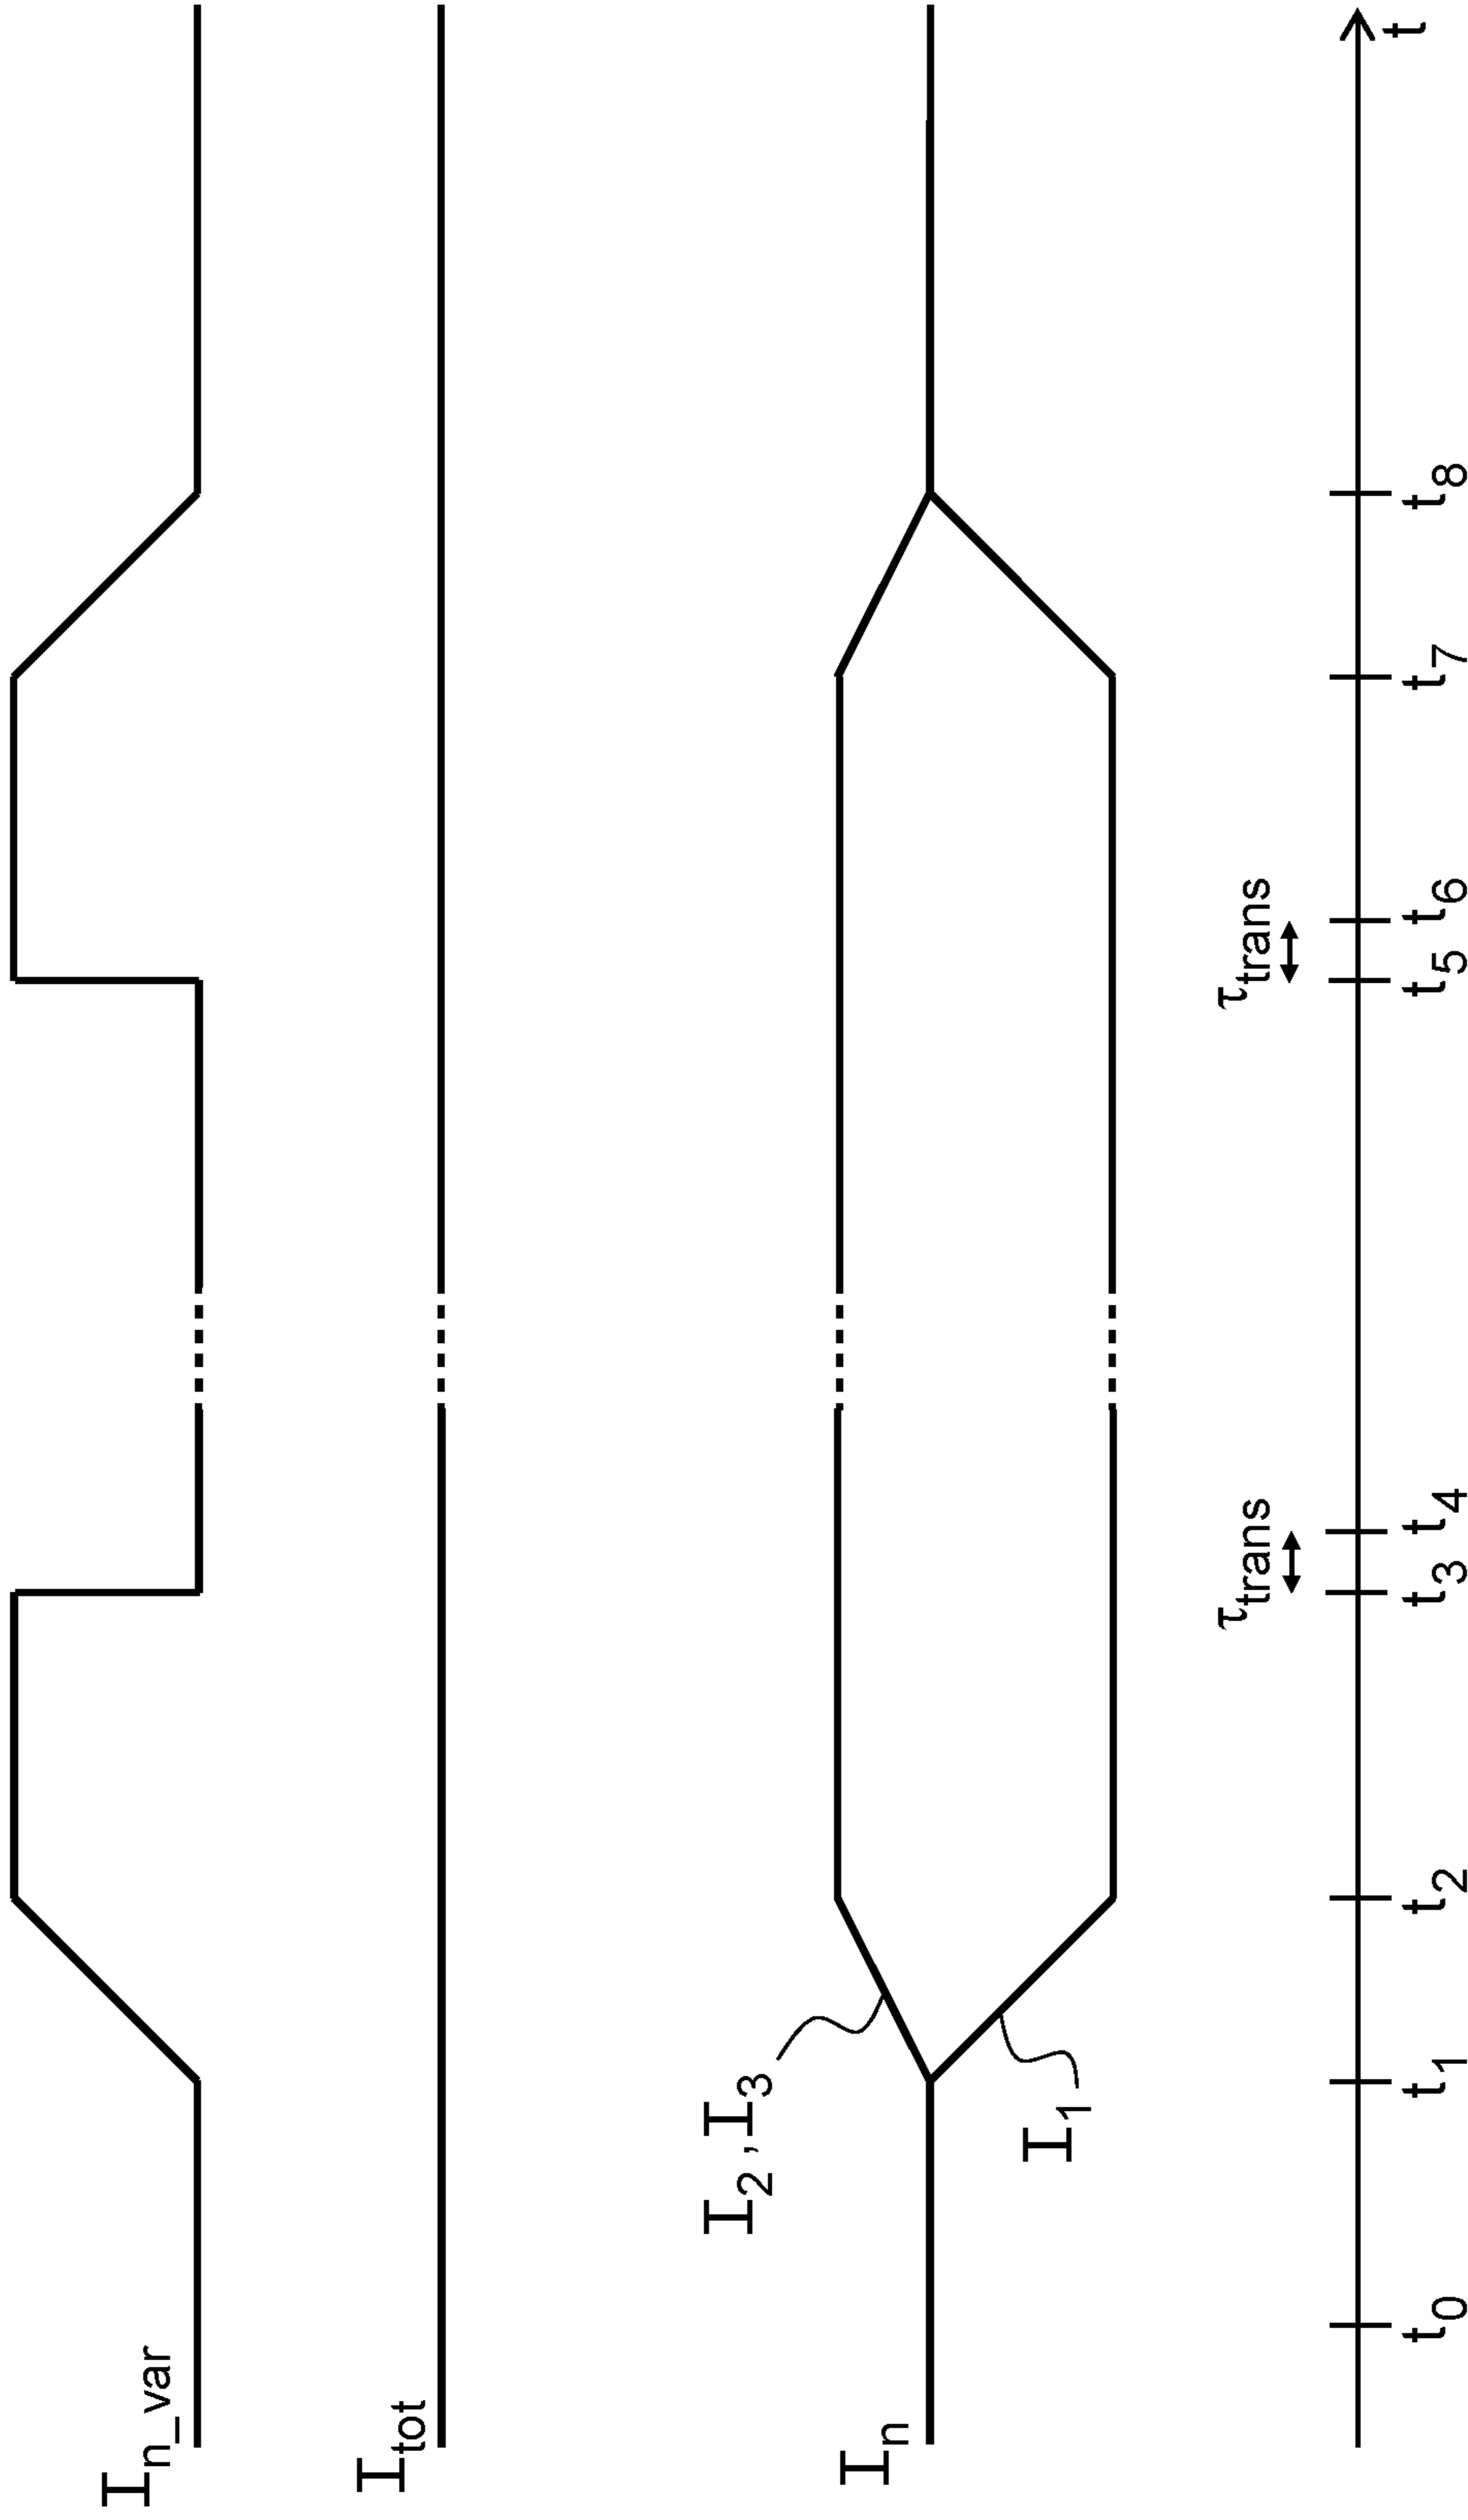 I_n_var
I_tot
I_2, I_3
I_n
I_1
τ_trans τ_trans
t_0 t_1 t_2 t_3 t_4 t_5 t_6 t_7 t_8 t